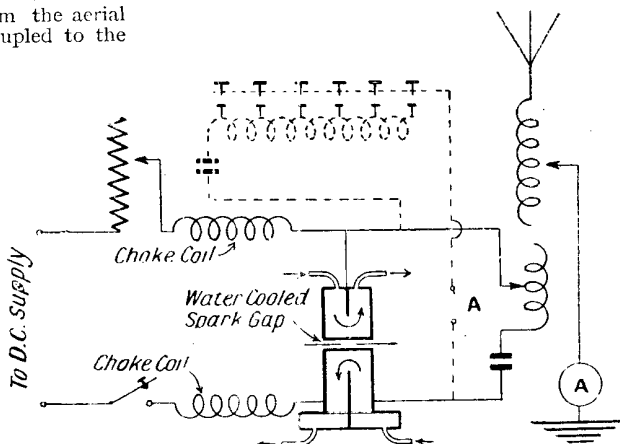 m the aerial
upled to the
Choke Coil
Water Cooled
Spark Gap
A
To D.C. Supply
Choke Coil
A